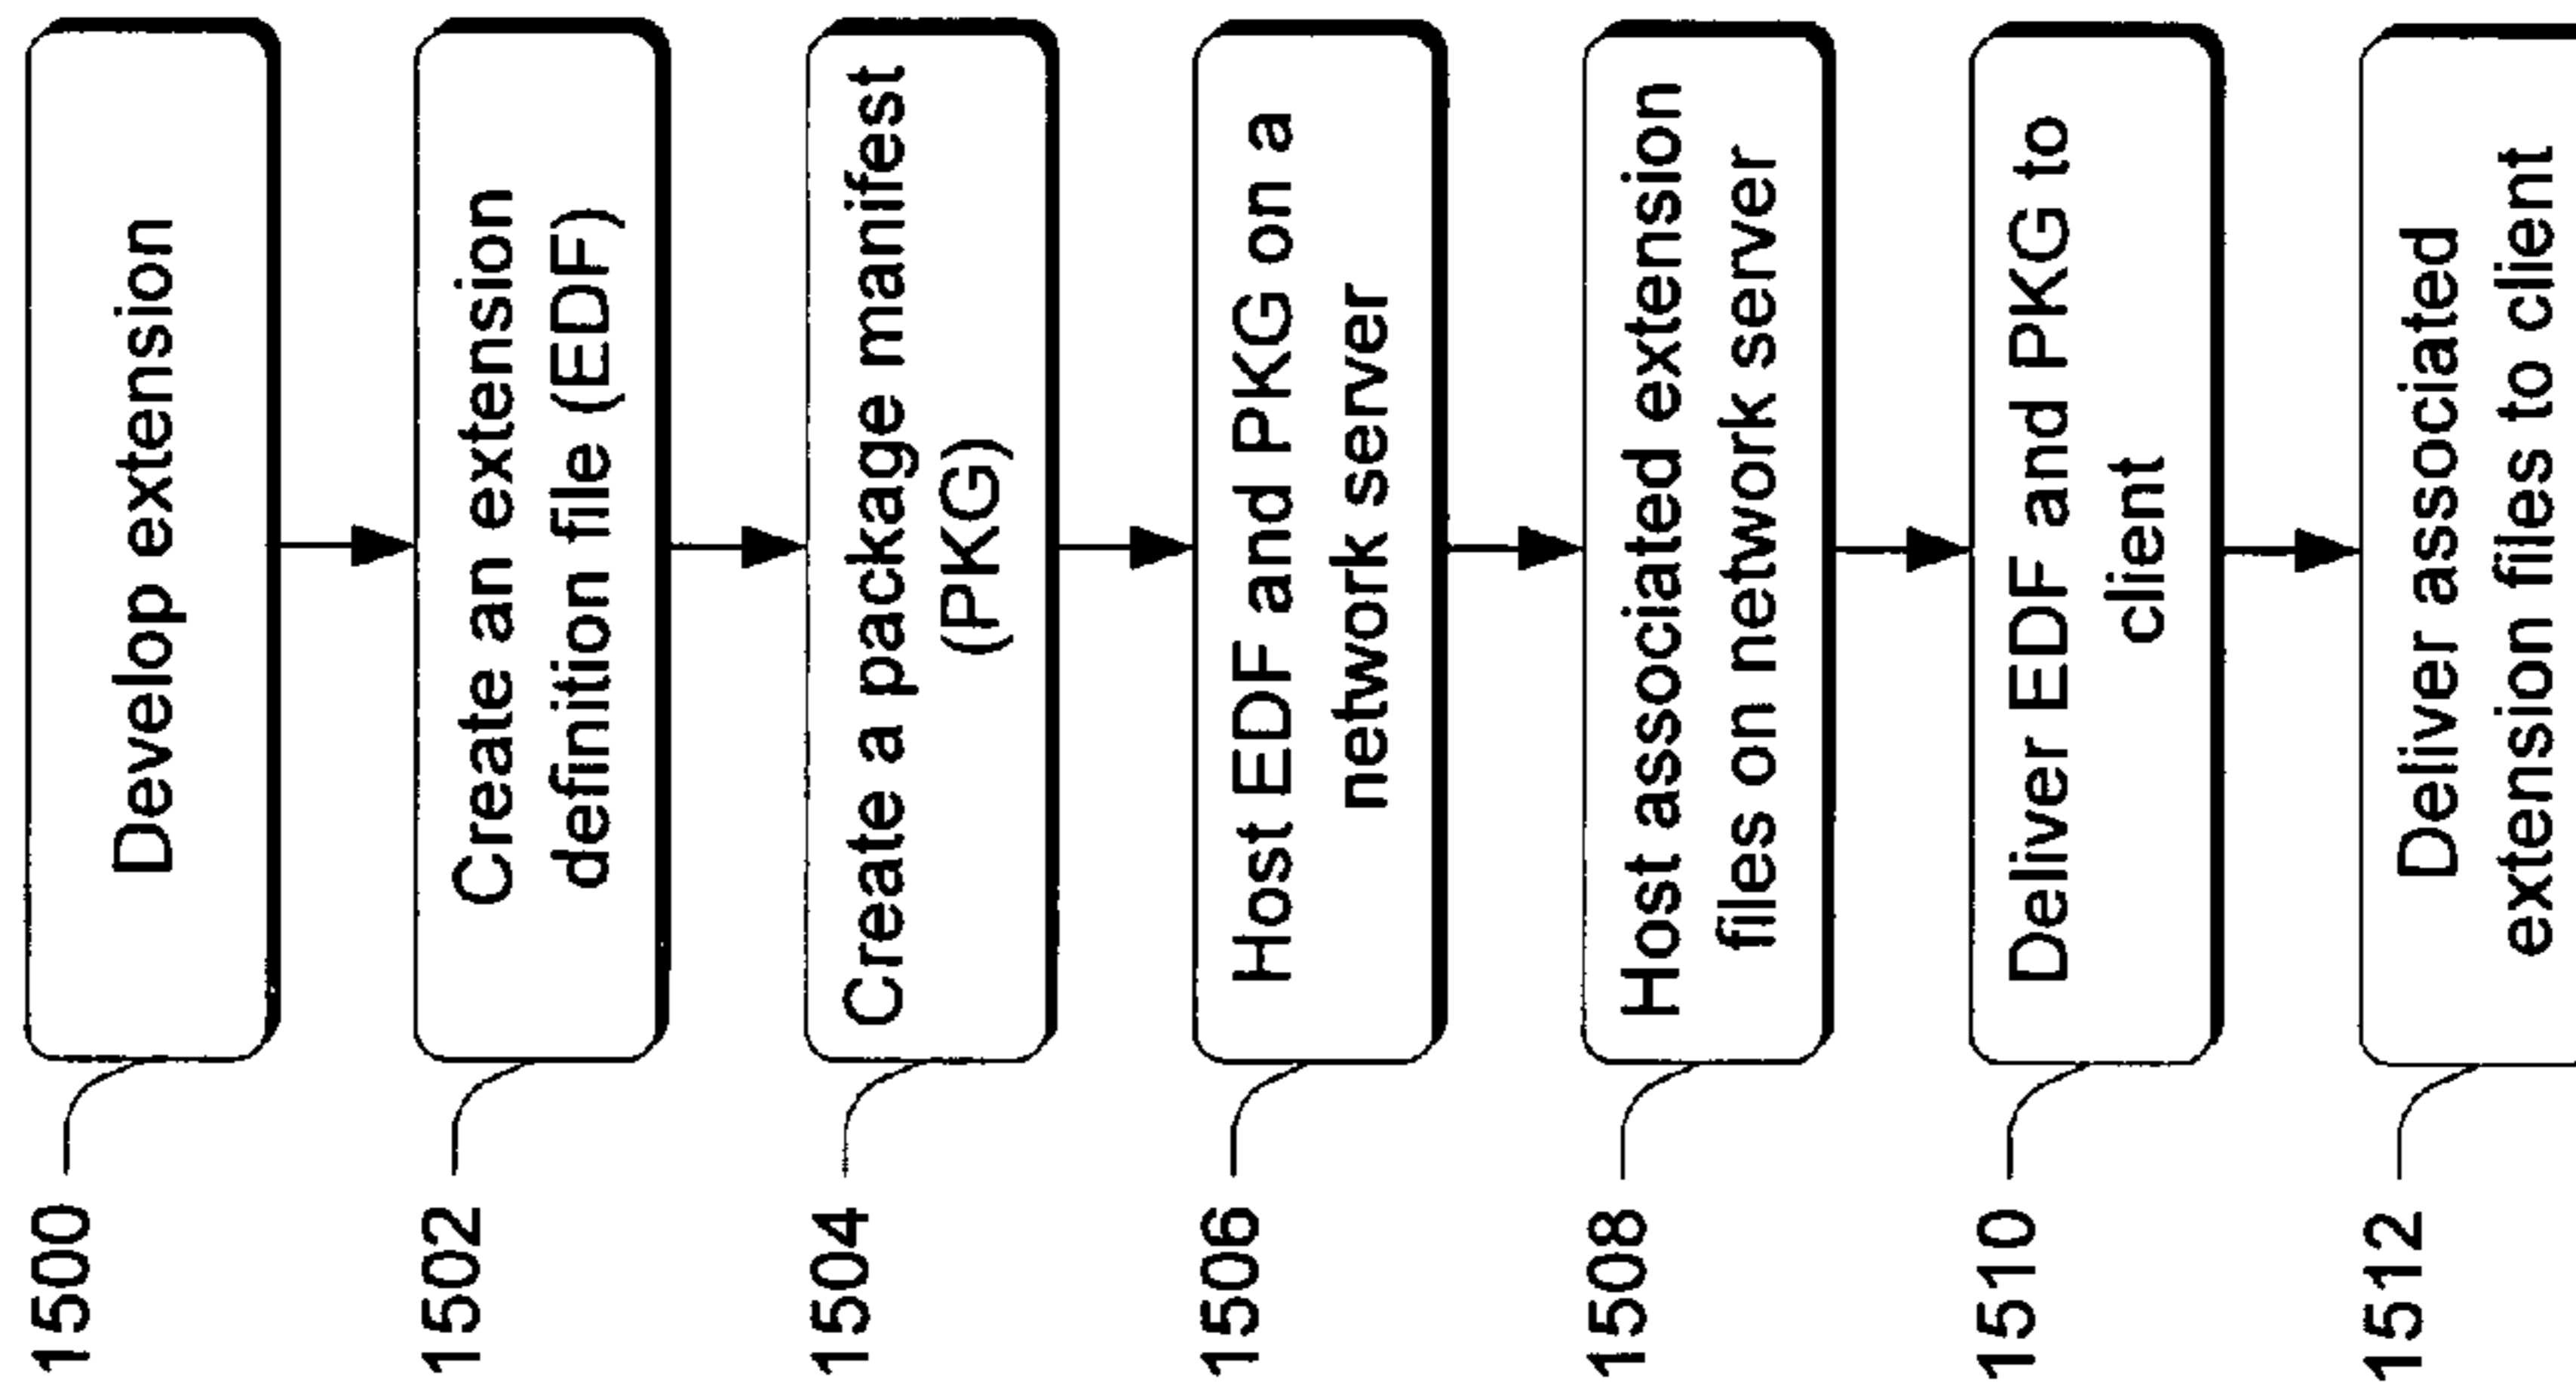 1500
Develop extension
1502
Create an extension
definition file (EDF)
1504
Create a package manifest
(PKG)
1506
Host EDF and PKG on a
network server
1508
Host associated extension
files on network server
1510
Deliver EDF and PKG to
client
1512
Deliver associated
extension files to client